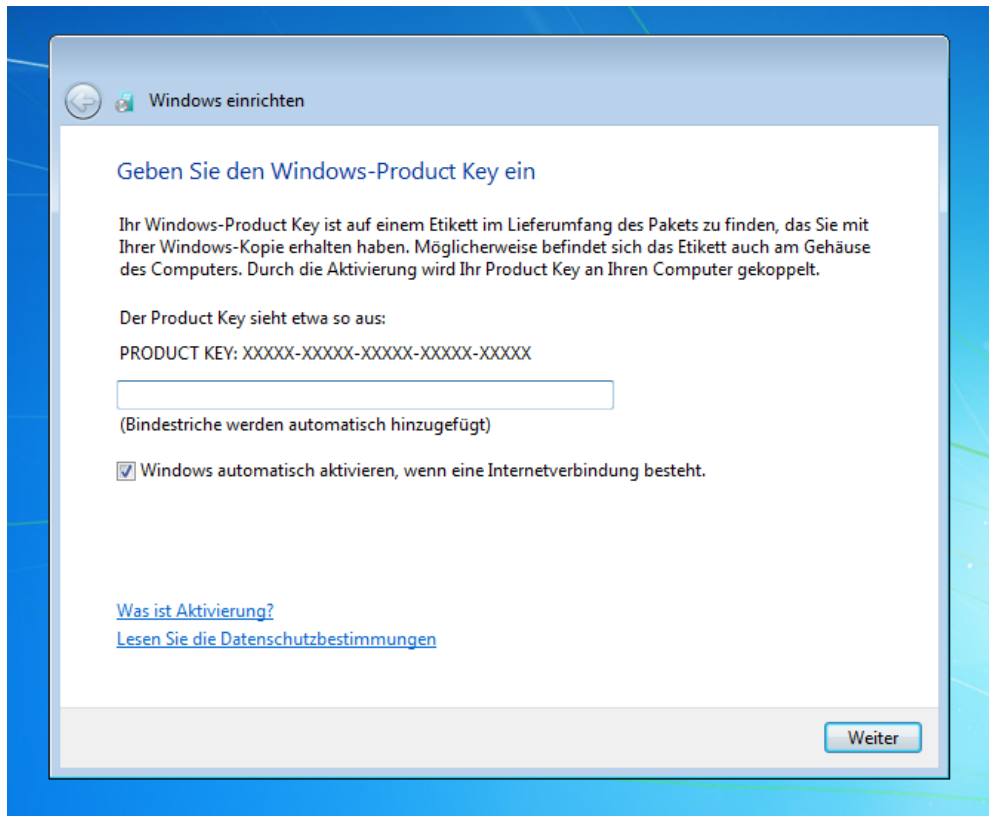 Windows einrichten
Geben Sie den Windows-Product Key ein
Ihr Windows-Product Key ist auf einem Etikett im Lieferumfang des Pakets zu finden, das Sie mit
Ihrer Windows-Kopie erhalten haben. Möglicherweise befindet sich das Etikett auch am Gehäuse
des Computers. Durch die Aktivierung wird Ihr Product Key an Ihren Computer gekoppelt.
Der Product Key sieht etwa so aus:
PRODUCT KEY: XXXXX-XXXXX-XXXXX-XXXXX-XXXXX
(Bindestriche werden automatisch hinzugefügt)
Windows automatisch aktivieren, wenn eine Internetverbindung besteht.
Was ist Aktivierung?
Lesen Sie die Datenschutzbestimmungen
Weiter